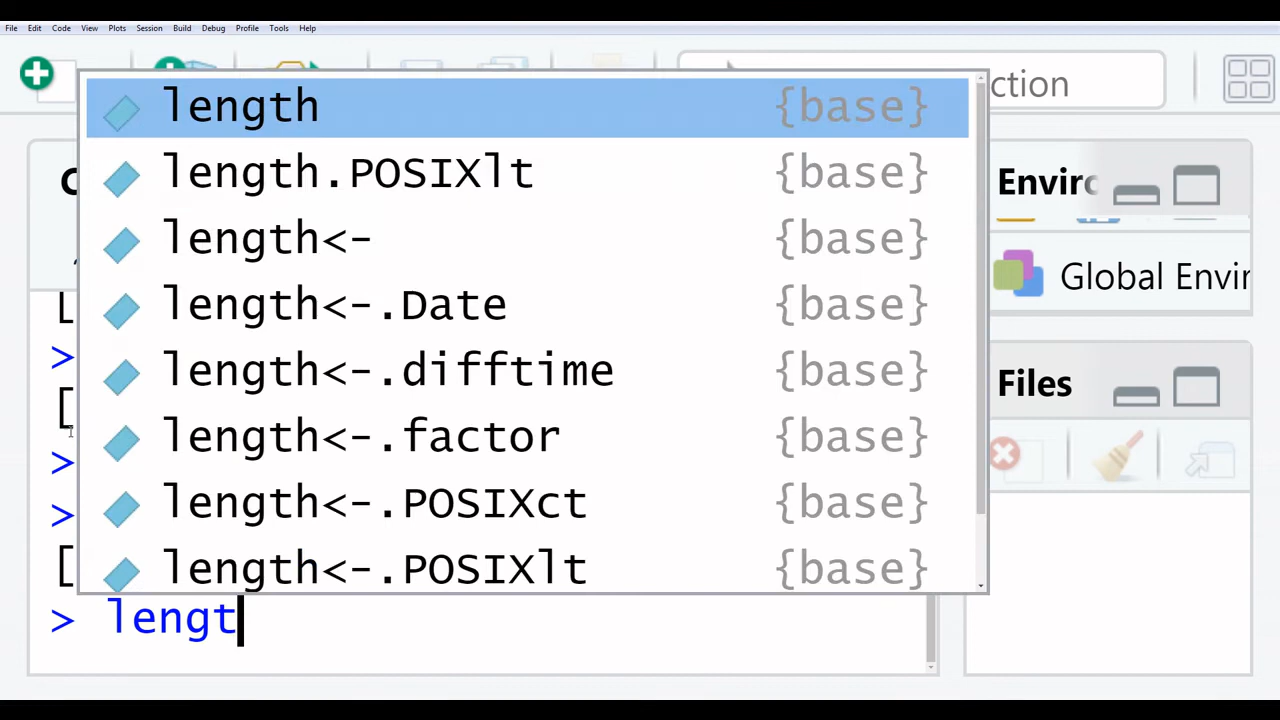 File Edit Code View Plots Session Build Debug Profile Tools Help
ction
length {base}
length.POSIXlt {base}
length<- {base}
length<-.Date {base}
length<-.difftime {base}
length<-.factor {base}
length<-.POSIXct {base}
length<-.POSIXlt {base}
>
[
>
>
[
> lengt
Enviro
Global Envir
Files